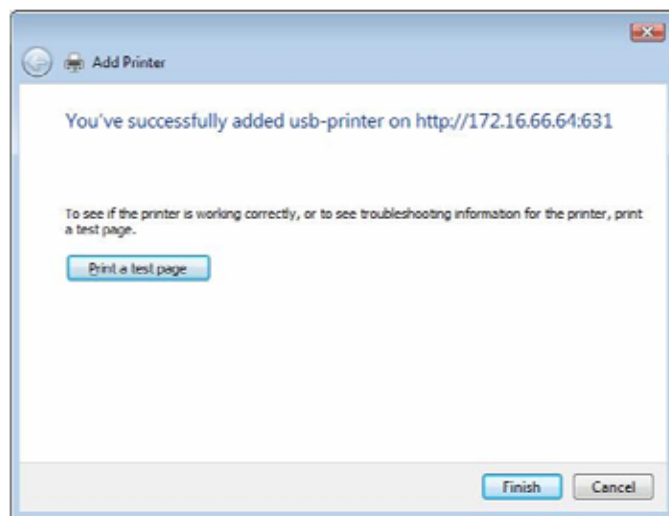 Add Printer
You've successfully added usb-printer on http://172.16.66.64:631
To see if the printer is working correctly, or to see troubleshooting information for the printer, print
a test page.
Print a test page
Finish Cancel